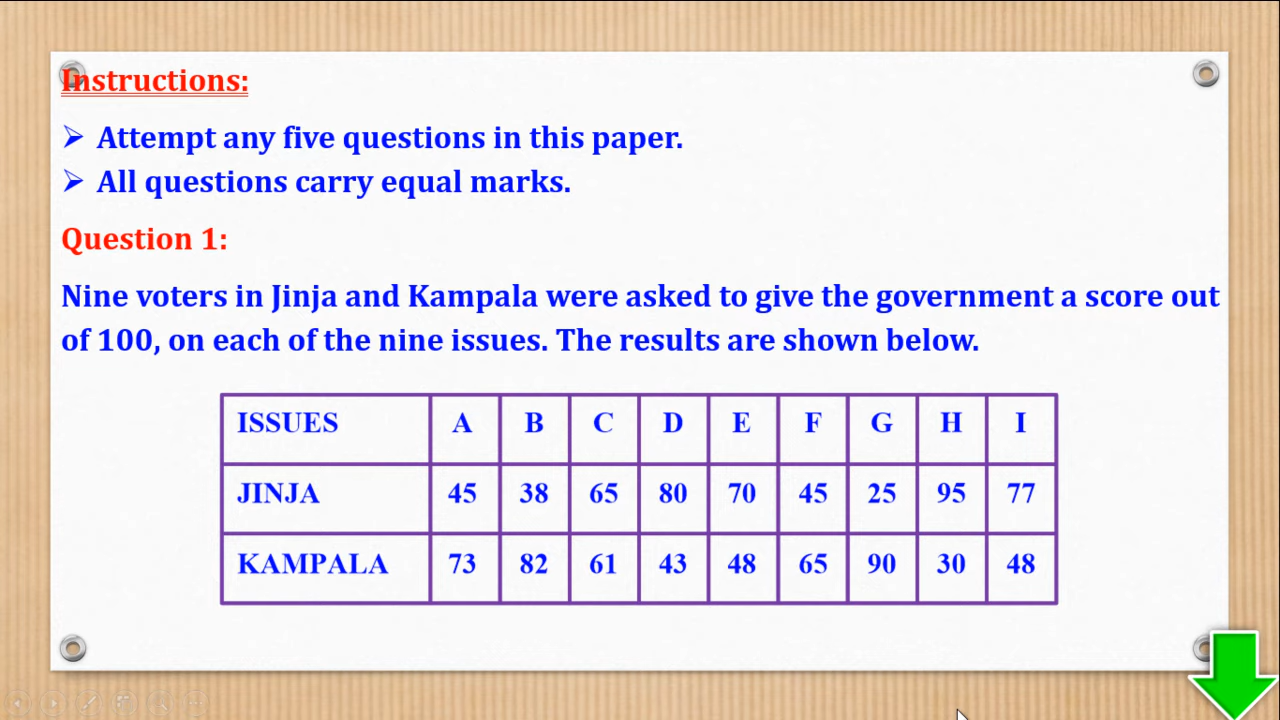 Instructions:
➢ Attempt any five questions in this paper.
➢ All questions carry equal marks.
Question 1:
Nine voters in Jinja and Kampala were asked to give the government a score out
of 100, on each of the nine issues. The results are shown below.
ISSUES A B C D E F G H I
JINJA 45 38 65 80 70 45 25 95 77
KAMPALA 73 82 61 43 48 65 90 30 48